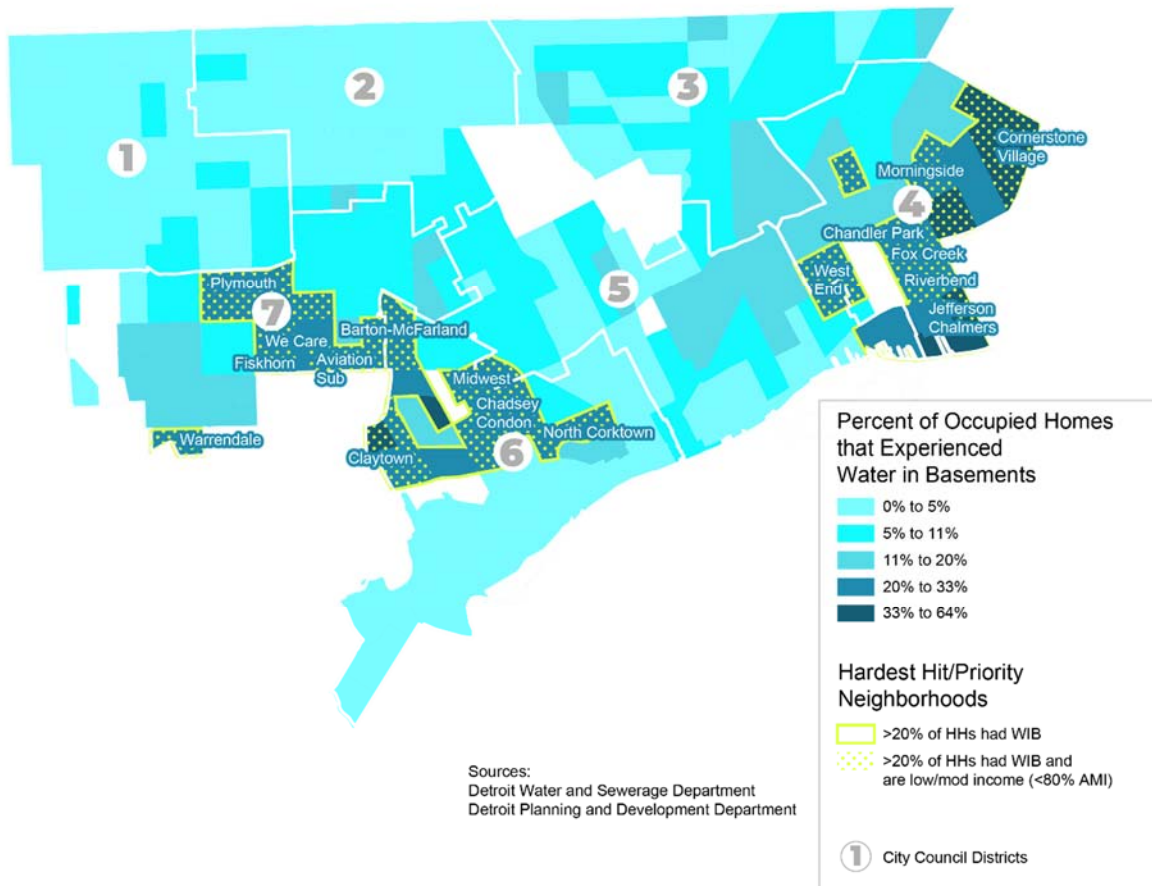 1
2
3
Cornerstone
Village
Morningside
4
Chandler Park
Fox Creek
West
End
Riverbend
5
Plymouth
7
Jefferson
Chalmers
Barton-McFarland
We Care
Fiskhorn
Aviation
Sub
Midwest
Chadsey
Condon
North Corktown
Warrendale
Claytown
6
Percent of Occupied Homes
that Experienced
Water in Basements
0% to 5%
5% to 11%
11% to 20%
20% to 33%
33% to 64%
Hardest Hit/Priority
Neighborhoods
>20% of HHs had WIB
>20% of HHs had WIB and
are low/mod income (<80% AMI)
1 City Council Districts
Sources:
Detroit Water and Sewerage Department
Detroit Planning and Development Department